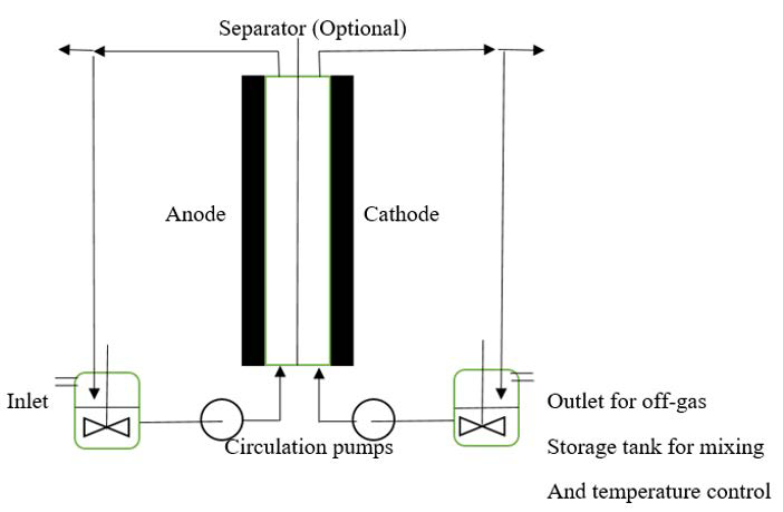 Separator (Optional)
Anode
Cathode
Inlet
Circulation pumps
Outlet for off-gas
Storage tank for mixing
And temperature control